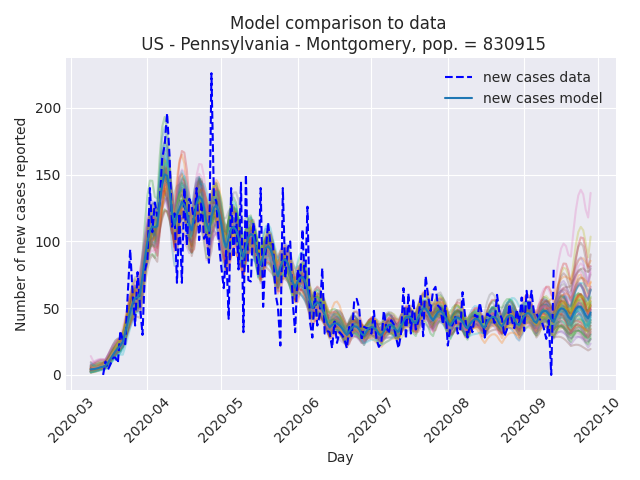 Model comparison to data
US - Pennsylvania - Montgomery, pop. = 830915
new cases data
new cases model
Number of new cases reported
200
150
100
50
0
2020-03
2020-04
2020-05
2020-06
2020-07
2020-08
2020-09
2020-10
Day